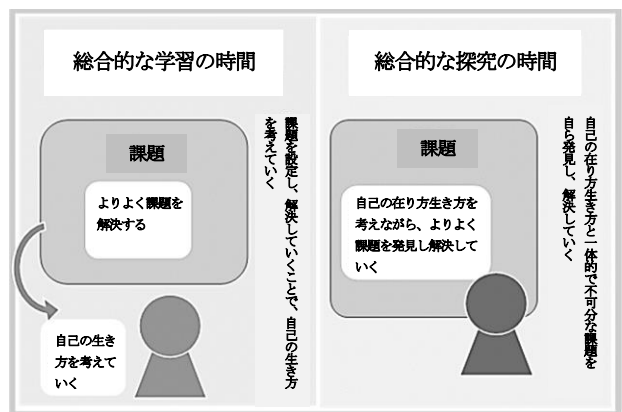 総合的な学習の時間
課題
よりよく課題を
解決する
自己の生き
方を考えて
いく
課題を設定し、解決していくことで、自己の生き方
を考えていく
総合的な探究の時間
課題
自己の在り方生き方を
考えながら、よりよく
課題を発見し解決して
いく
自己の在り方生き方と一体的で不可分な課題を
自ら発見し、解決していく